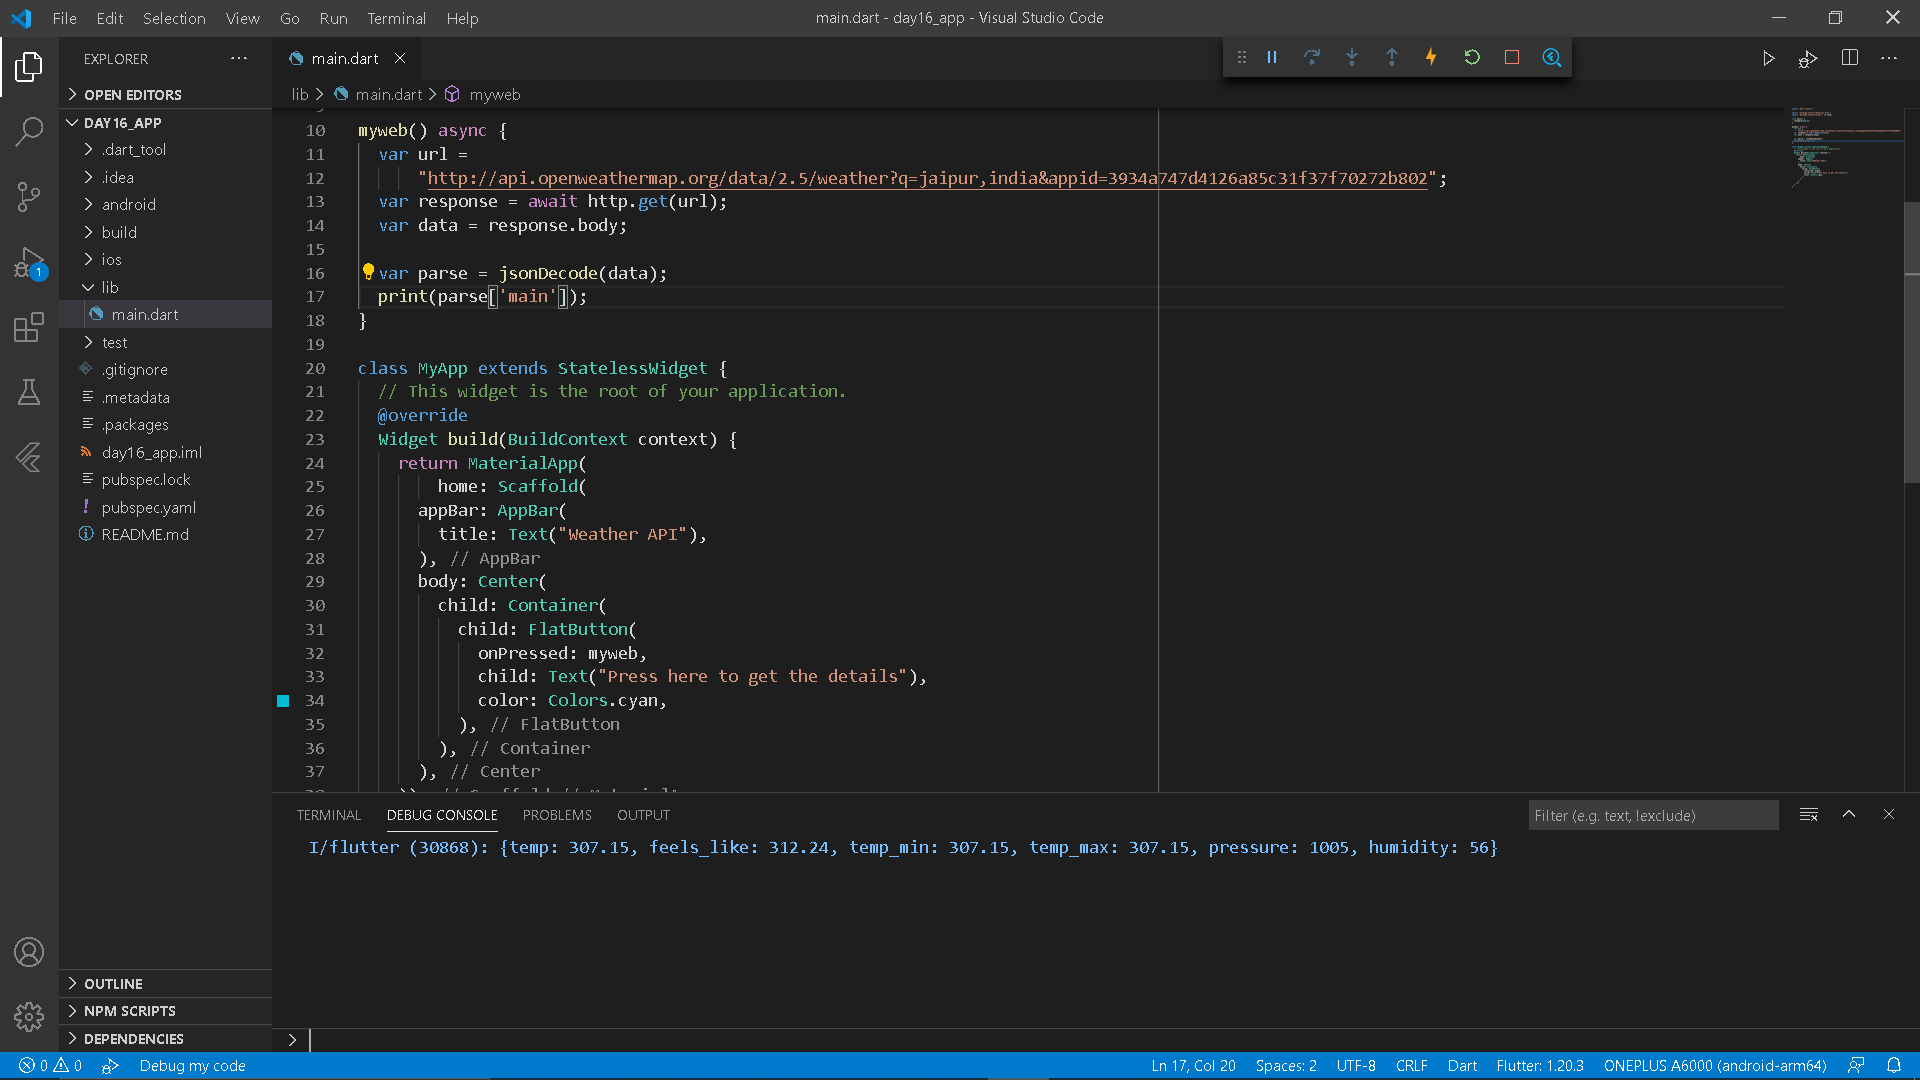 File Edit Selection View Go Run Terminal Help
main.dart - day16_app - Visual Studio Code
EXPLORER
OPEN EDITORS
DAY16_APP
.dart_tool
.idea
android
build
ios
lib
main.dart
test
.gitignore
.metadata
.packages
day16_app.iml
pubspec.lock
pubspec.yaml
README.md
OUTLINE
NPM SCRIPTS
DEPENDENCIES
1
main.dart
lib > main.dart > myweb
10 myweb() async {
11 var url =
12 "http://api.openweathermap.org/data/2.5/weather?q=jaipur,india&appid=3934a747d4126a85c31f37f70272b802";
13 var response = await http.get(url);
14 var data = response.body;
15
16 var parse = jsonDecode(data);
17 print(parse['main']);
18 }
19
20 class MyApp extends StatelessWidget {
21 // This widget is the root of your application.
22 @override
23 Widget build(BuildContext context) {
24 return MaterialApp(
25 home: Scaffold(
26 appBar: AppBar(
27 title: Text("Weather API"),
28 ), // AppBar
29 body: Center(
30 child: Container(
31 child: FlatButton(
32 onPressed: myweb,
33 child: Text("Press here to get the details"),
34 color: Colors.cyan,
35 ), // FlatButton
36 ), // Container
37 ), // Center
TERMINAL DEBUG CONSOLE PROBLEMS OUTPUT
Filter (e.g. text, !exclude)
I/flutter (30868): {temp: 307.15, feels_like: 312.24, temp_min: 307.15, temp_max: 307.15, pressure: 1005, humidity: 56}
0 0 Debug my code
Ln 17, Col 20 Spaces: 2 UTF-8 CRLF Dart Flutter: 1.20.3 ONEPLUS A6000 (android-arm64)